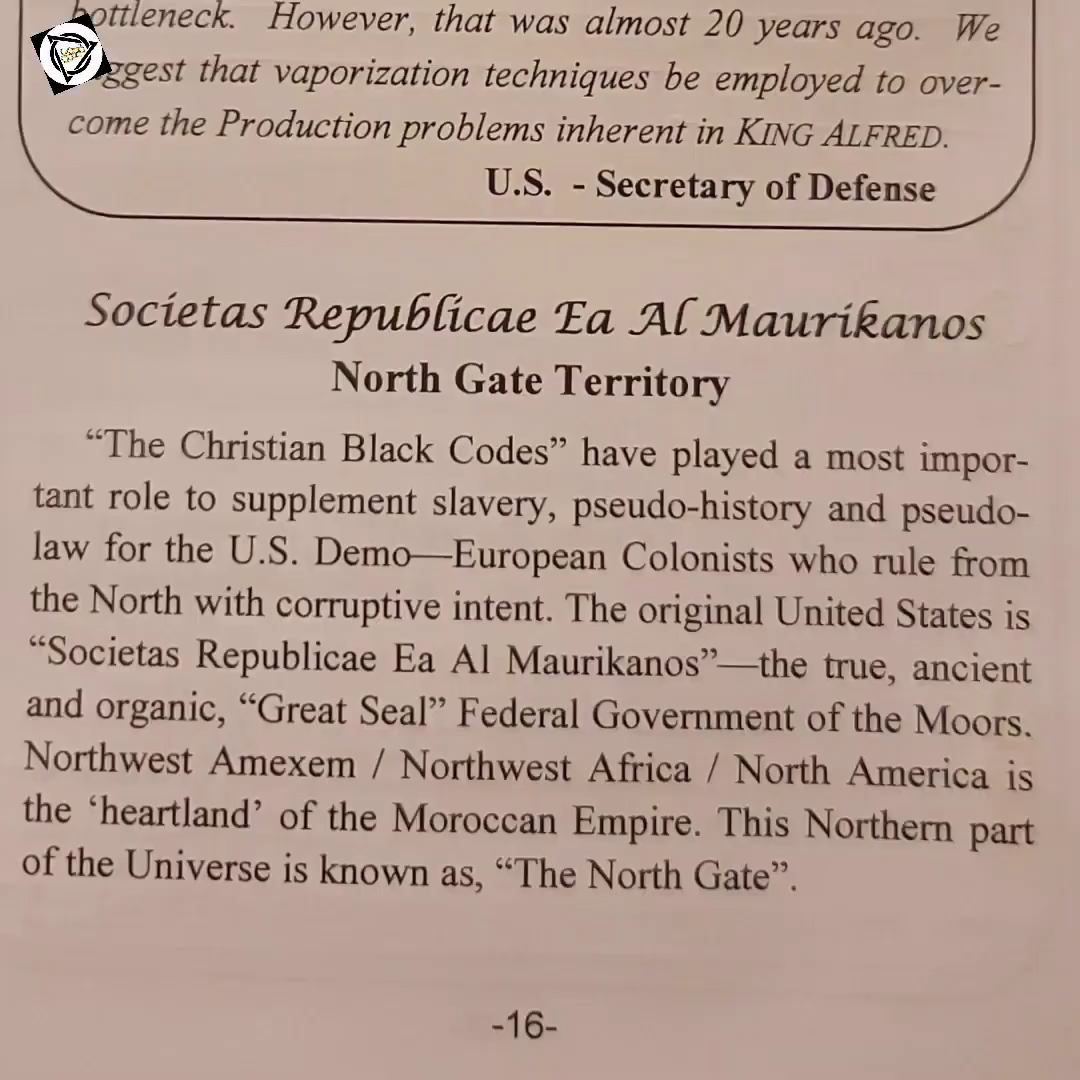 bottleneck. However, that was almost 20 years ago. We
ggest that vaporization techniques be employed to over-
come the Production problems inherent in KING ALFRED.
U.S. - Secretary of Defense
Societas Republicae Ea Al Maurikanos
North Gate Territory
“The Christian Black Codes” have played a most impor-
tant role to supplement slavery, pseudo-history and pseudo-
law for the U.S. Demo—European Colonists who rule from
the North with corruptive intent. The original United States is
“Societas Republicae Ea Al Maurikanos”—the true, ancient
and organic, “Great Seal” Federal Government of the Moors.
Northwest Amexem / Northwest Africa / North America is
the ‘heartland’ of the Moroccan Empire. This Northern part
of the Universe is known as, “The North Gate”.
-16-